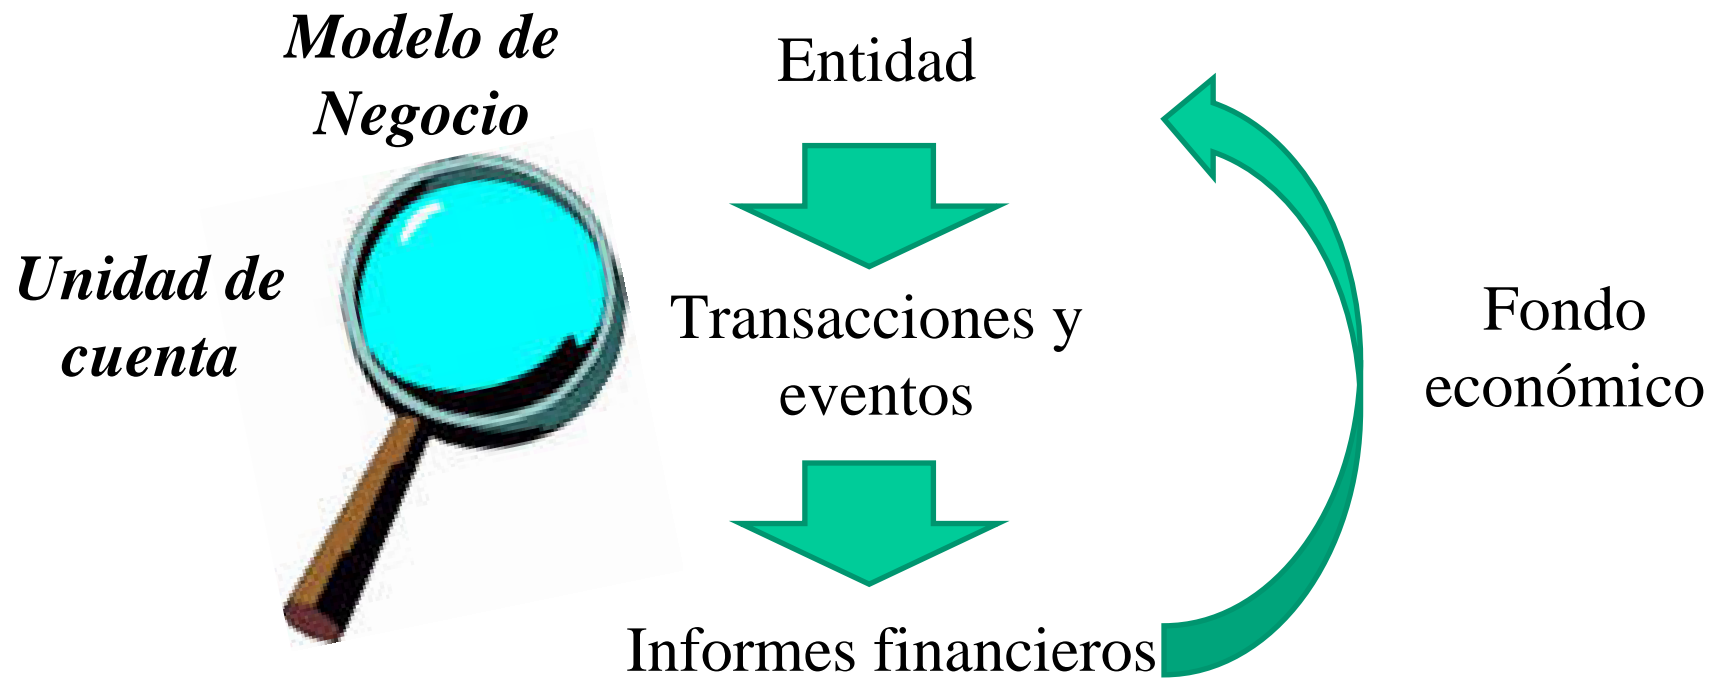 Modelo de
Negocio
Unidad de
cuenta
Entidad
Transacciones y
eventos
Informes financieros
Fondo
económico